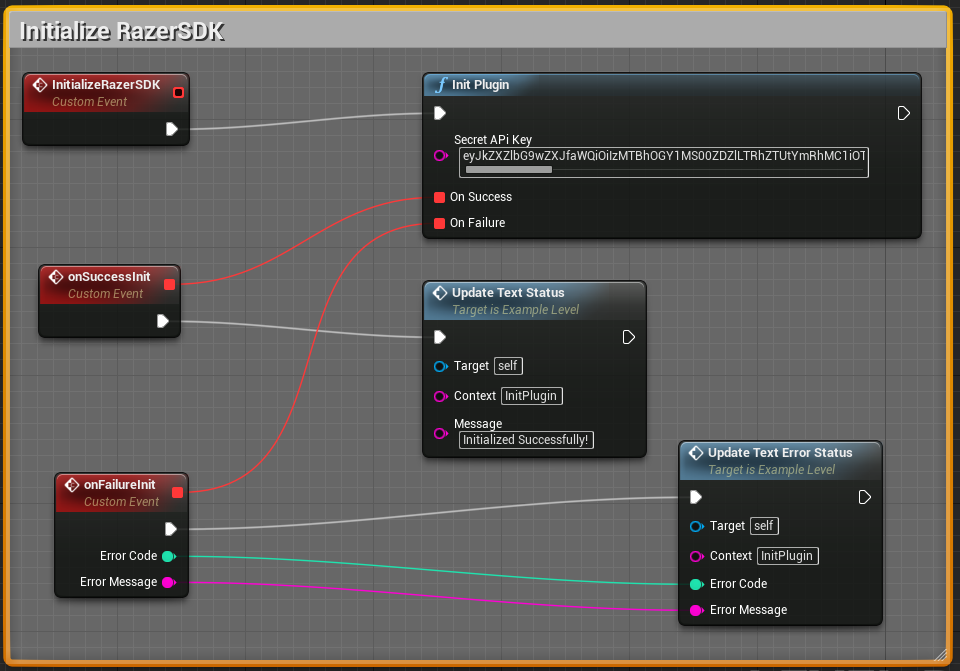 Initialize RazerSDK
InitializeRazerSDK
Custom Event
Init Plugin
Secret APi Key
eyJkZXZlbG9wZXJfaWQiOiIzMTBhOGY1MS00ZDZlLTRhZTUtYmRhMC1iOT
On Success
On Failure
onSuccessInit
Custom Event
Update Text Status
Target is Example Level
Target self
Context InitPlugin
Message
Initialized Successfully!
onFailureInit
Custom Event
Error Code
Error Message
Update Text Error Status
Target is Example Level
Target self
Context InitPlugin
Error Code
Error Message